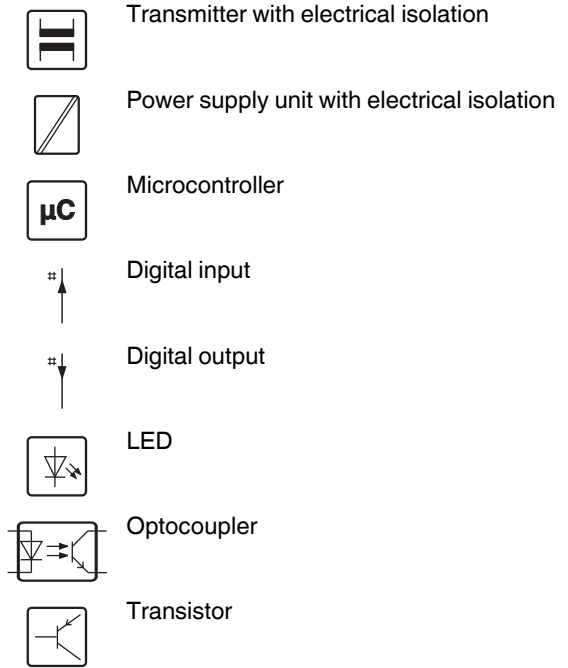 Transmitter with electrical isolation
Power supply unit with electrical isolation
µC
Microcontroller
#
Digital input
#
Digital output
LED
Optocoupler
Transistor